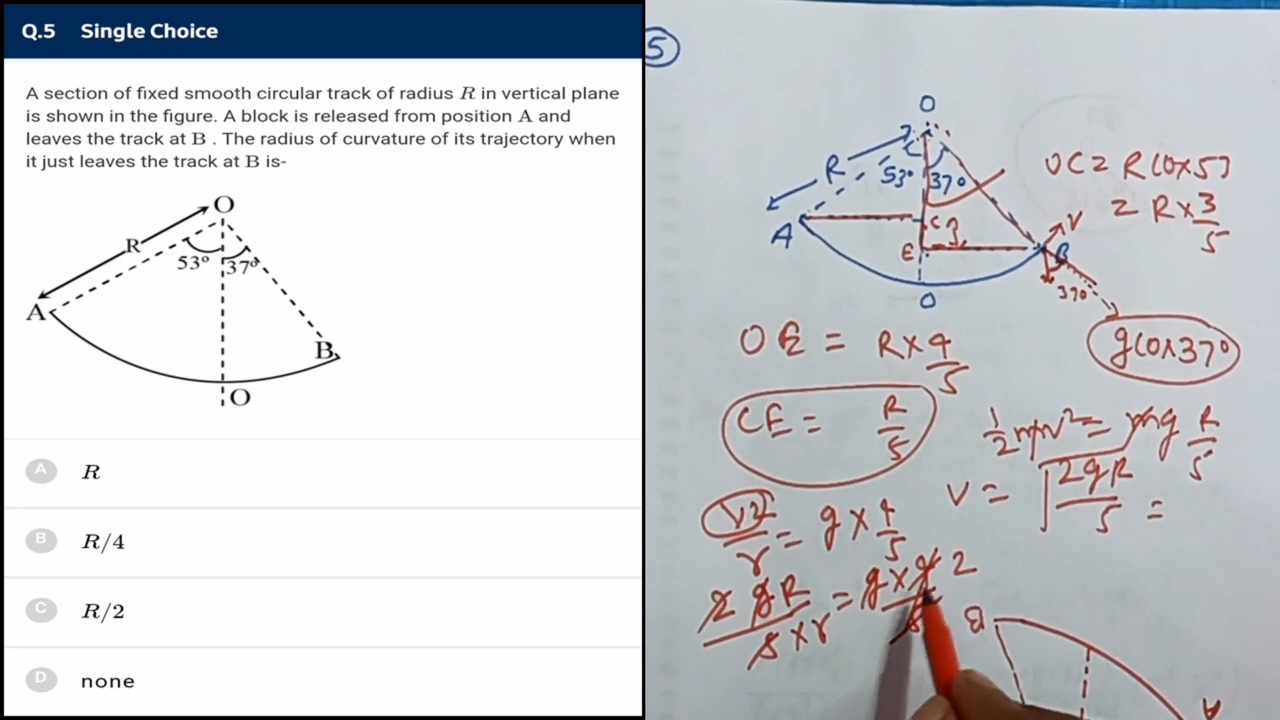 Q.5 Single Choice
A section of fixed smooth circular track of radius R in vertical plane
is shown in the figure. A block is released from position A and
leaves the track at B . The radius of curvature of its trajectory when
it just leaves the track at B is-
O
R
53° 37°
A
B
O
A R
B R/4
C R/2
D none
5
O
R
53° 37°
A
C
E
B
V
37°
O
OC = R cos 53
= R × 3/5
g cos 37°
OE = R × 4/5
CE = R/5
1/2 mv² = mg R/5
V = √2gR/5 =
V²/r = g × 4/5
2gR/5×r = g × 4/5 2
B
A